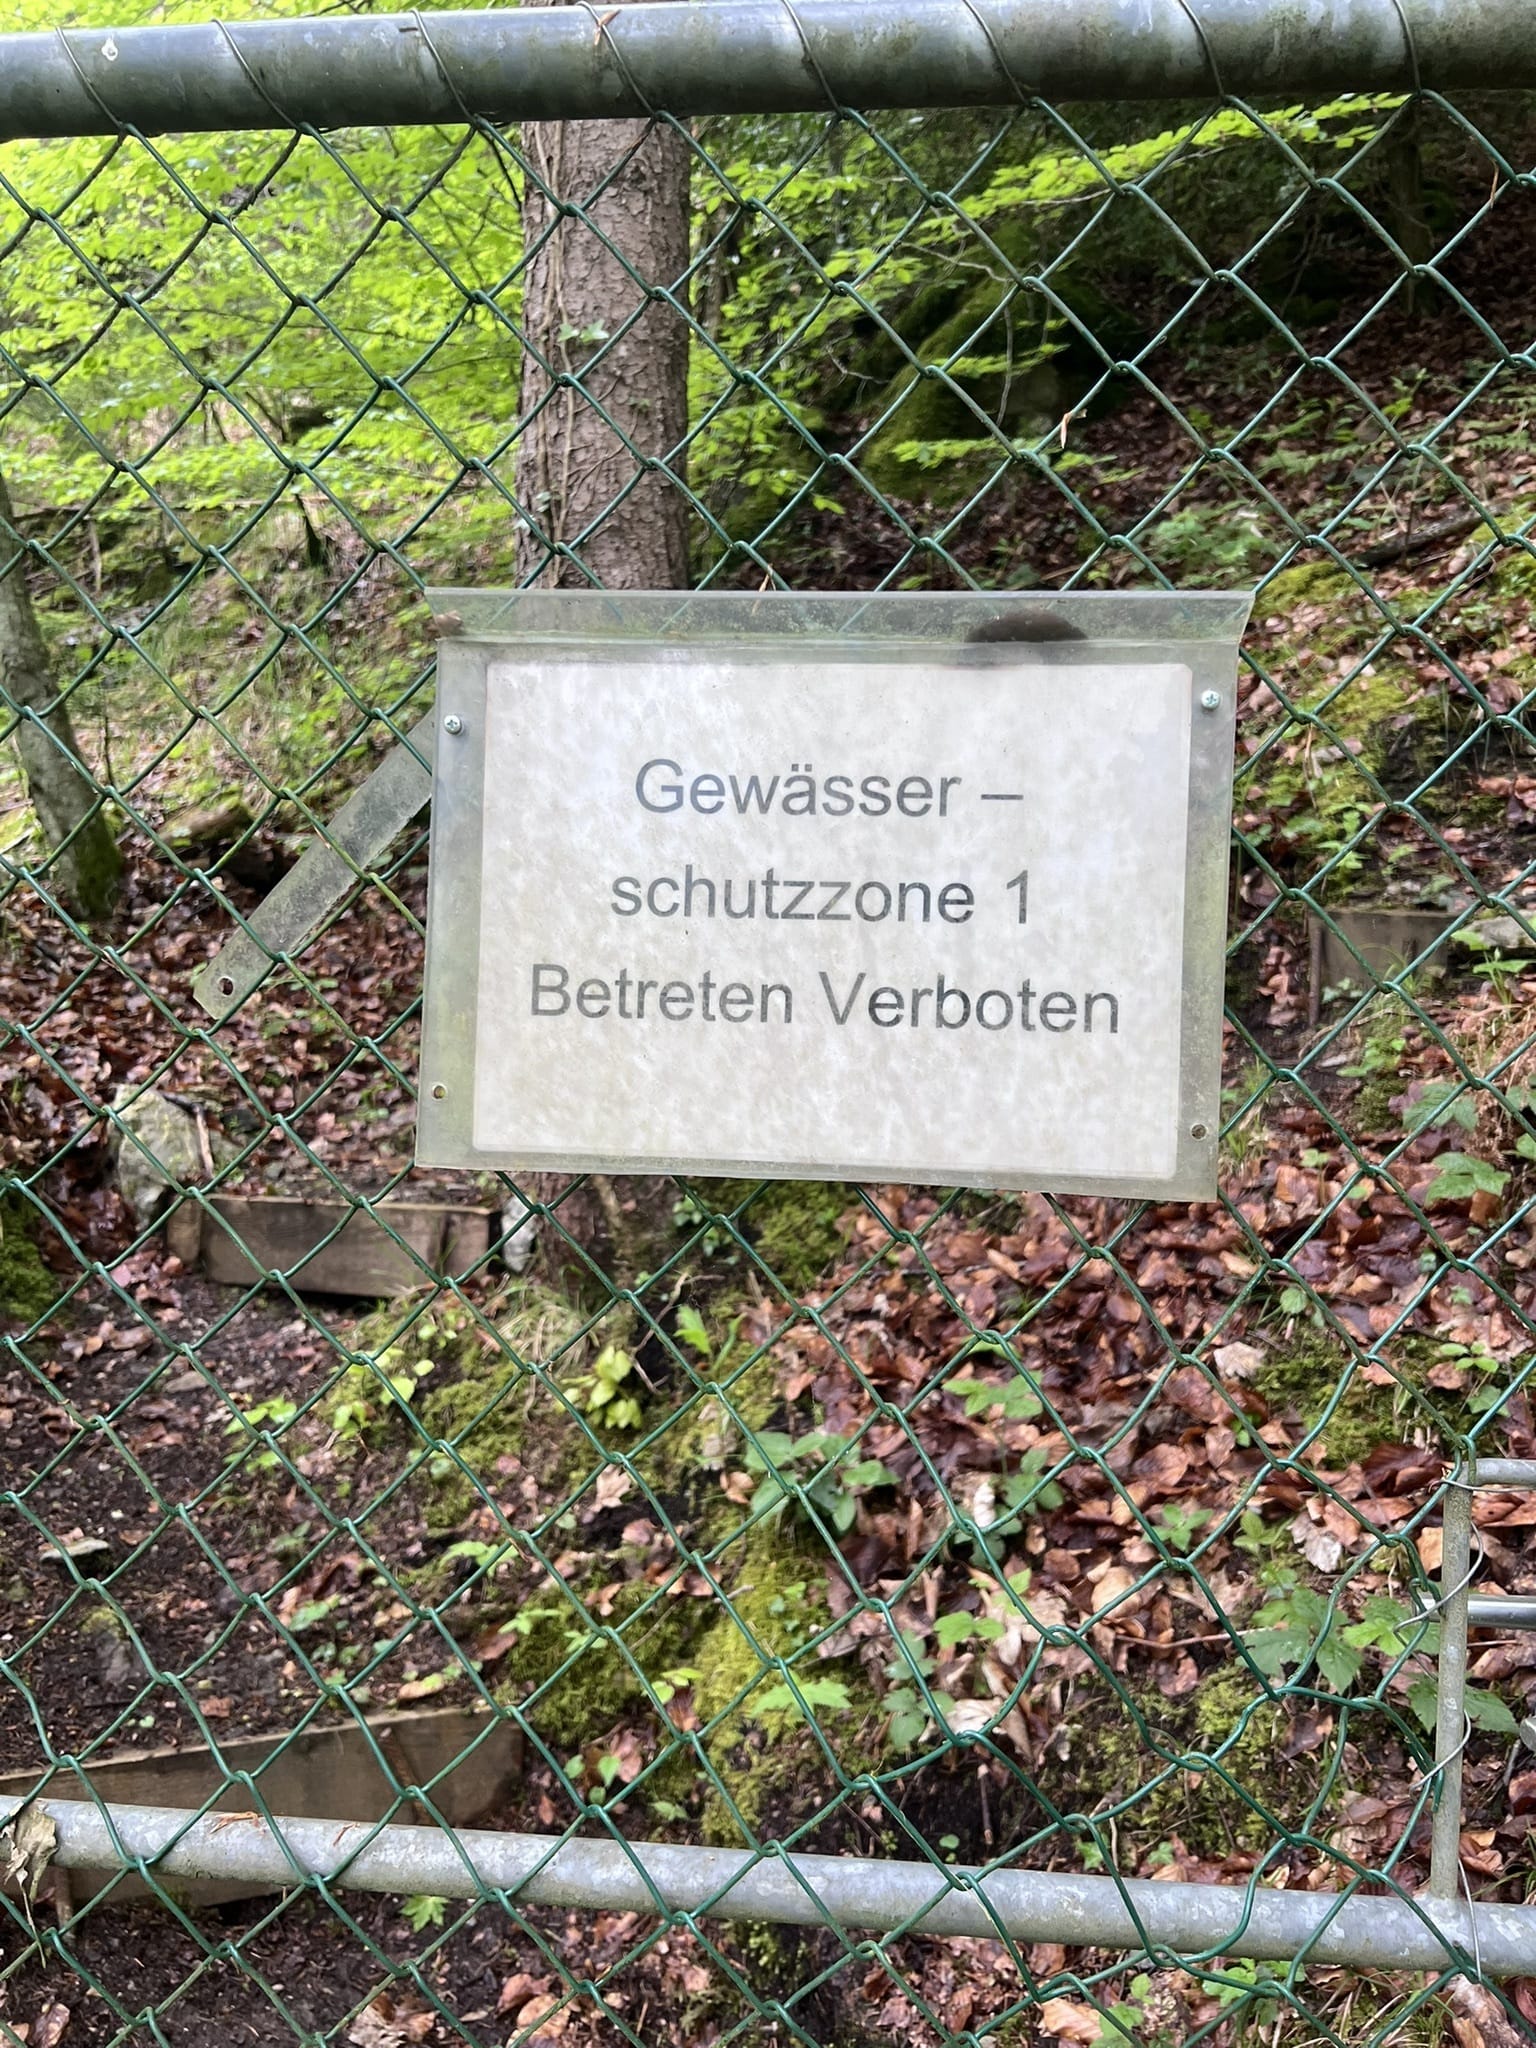 Gewässer –
schutzzone 1
Betreten Verboten